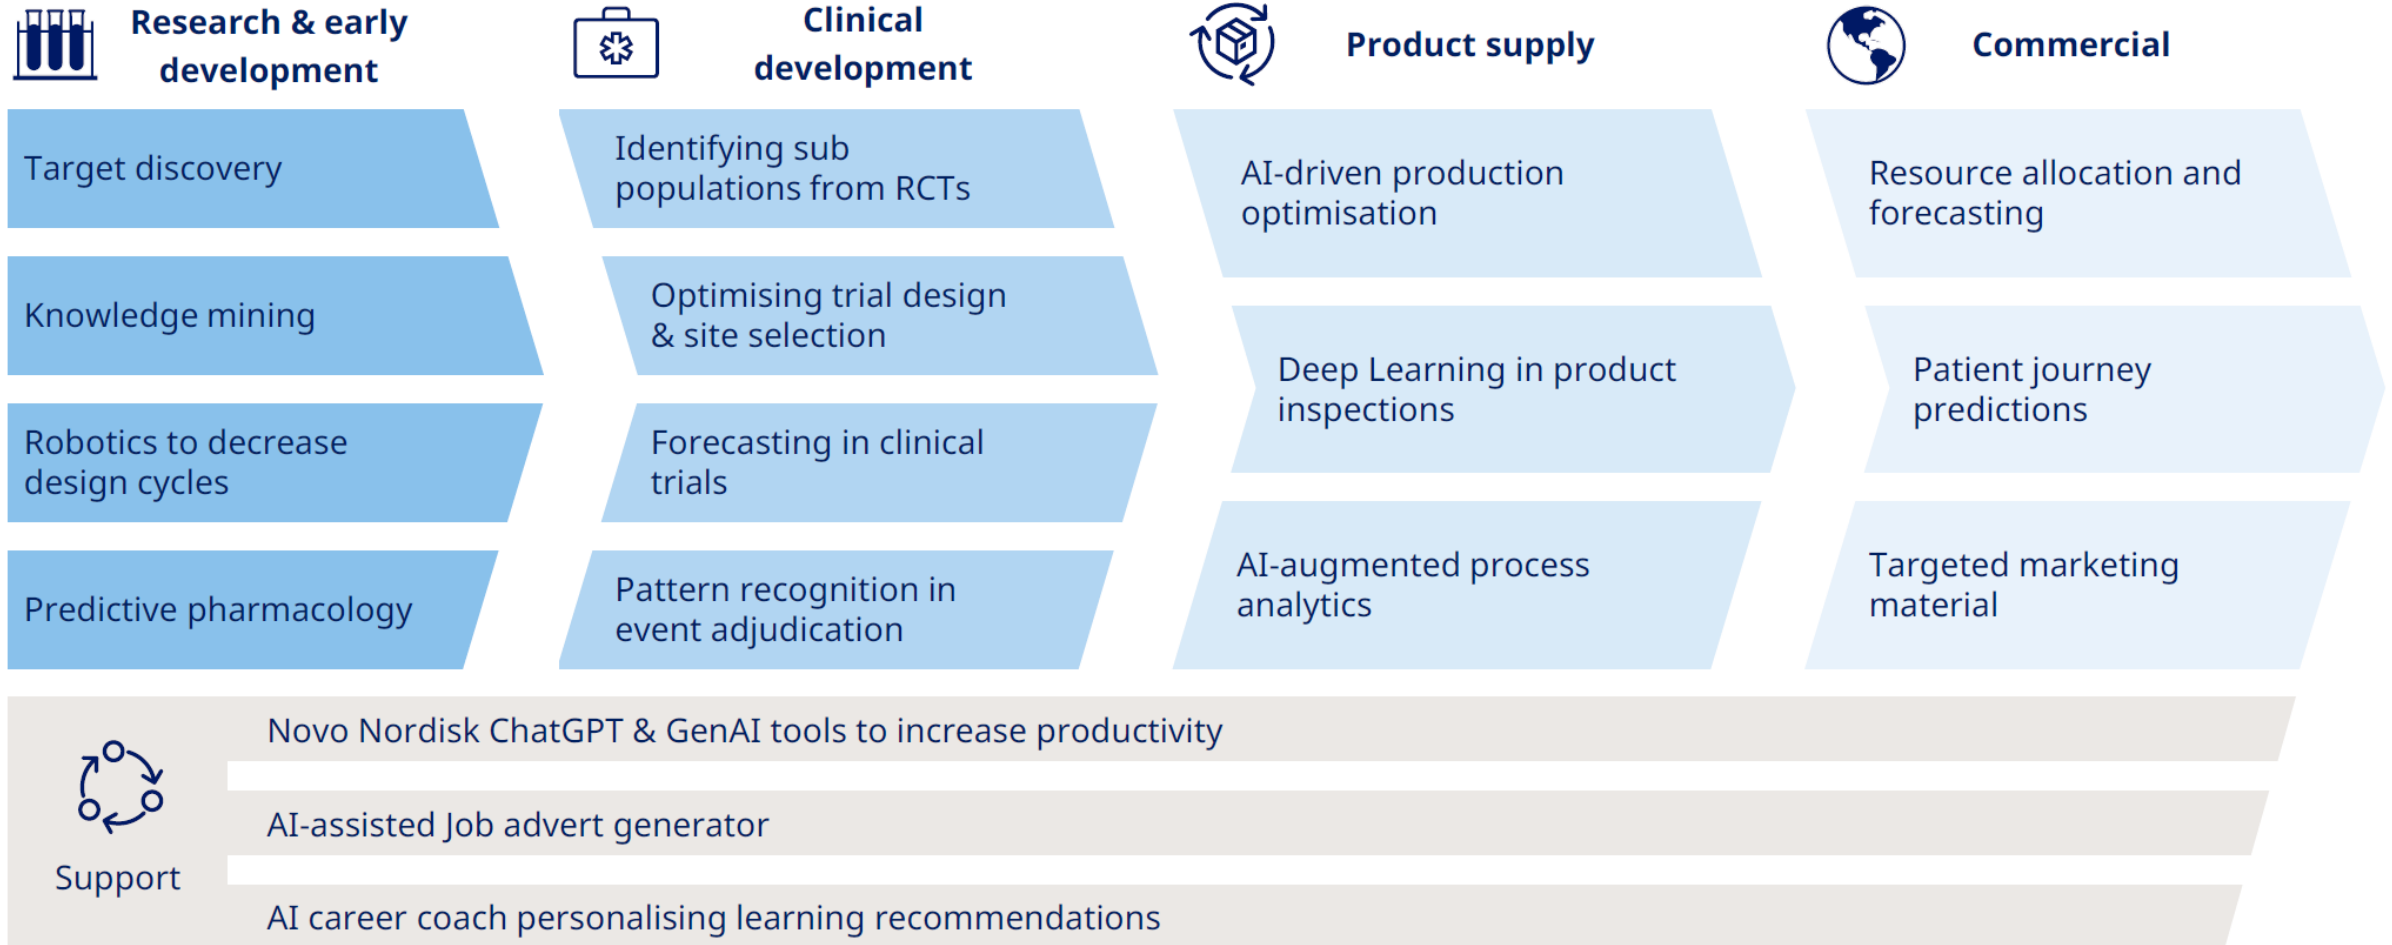 Research & early
development
Clinical
development
Product supply
Commercial
Target discovery
Knowledge mining
Robotics to decrease
design cycles
Predictive pharmacology
Identifying sub
populations from RCTs
Optimising trial design
& site selection
Forecasting in clinical
trials
Pattern recognition in
event adjudication
AI-driven production
optimisation
Deep Learning in product
inspections
AI-augmented process
analytics
Resource allocation and
forecasting
Patient journey
predictions
Targeted marketing
material
Support
Novo Nordisk ChatGPT & GenAI tools to increase productivity
AI-assisted Job advert generator
AI career coach personalising learning recommendations